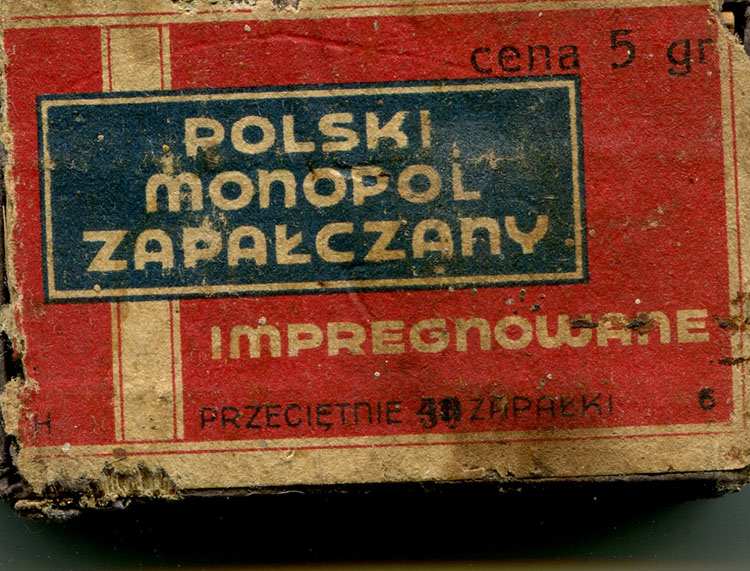 cena 5 gr
POLSKI
MONOPOL
ZAPAŁCZANY
IMPREGNOWANE
H PRZECIĘTNIE ZAPAŁKI 6